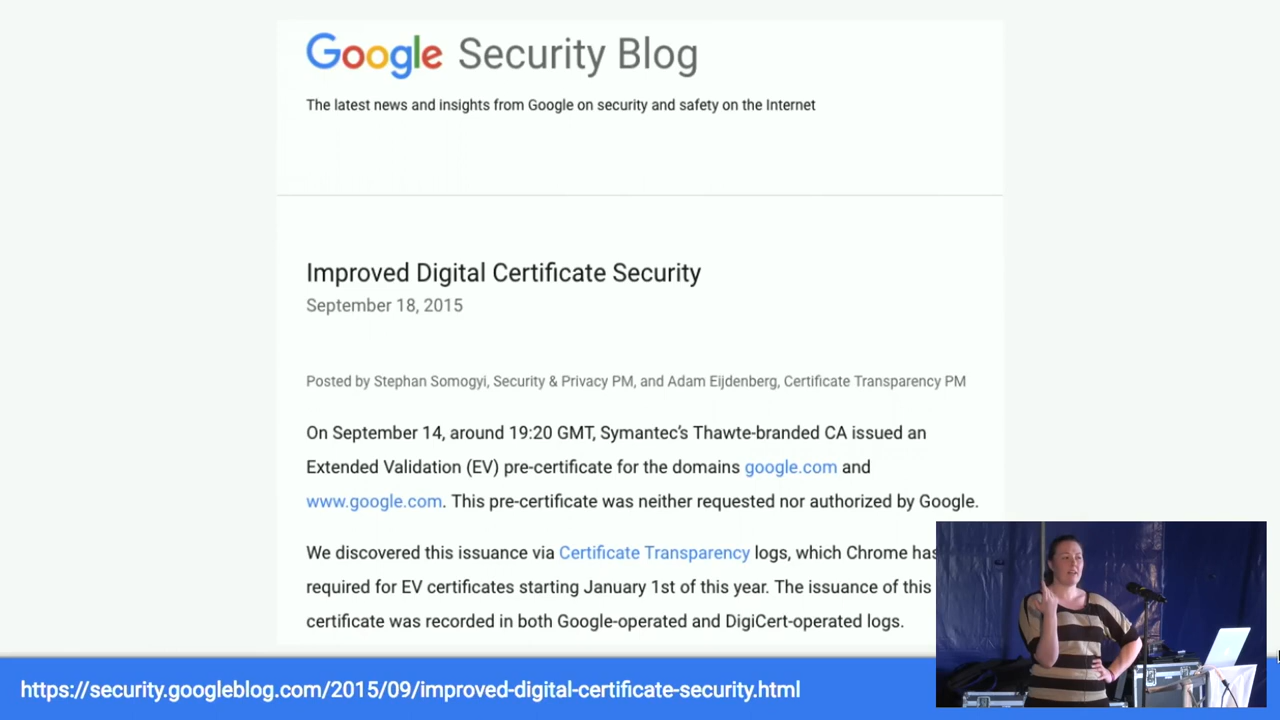 Google Security Blog
The latest news and insights from Google on security and safety on the Internet
Improved Digital Certificate Security
September 18, 2015
Posted by Stephan Somogyi, Security & Privacy PM, and Adam Eijdenberg, Certificate Transparency PM
On September 14, around 19:20 GMT, Symantec’s Thawte-branded CA issued an
Extended Validation (EV) pre-certificate for the domains google.com and
www.google.com. This pre-certificate was neither requested nor authorized by Google.
We discovered this issuance via Certificate Transparency logs, which Chrome has
required for EV certificates starting January 1st of this year. The issuance of this
certificate was recorded in both Google-operated and DigiCert-operated logs.
https://security.googleblog.com/2015/09/improved-digital-certificate-security.html